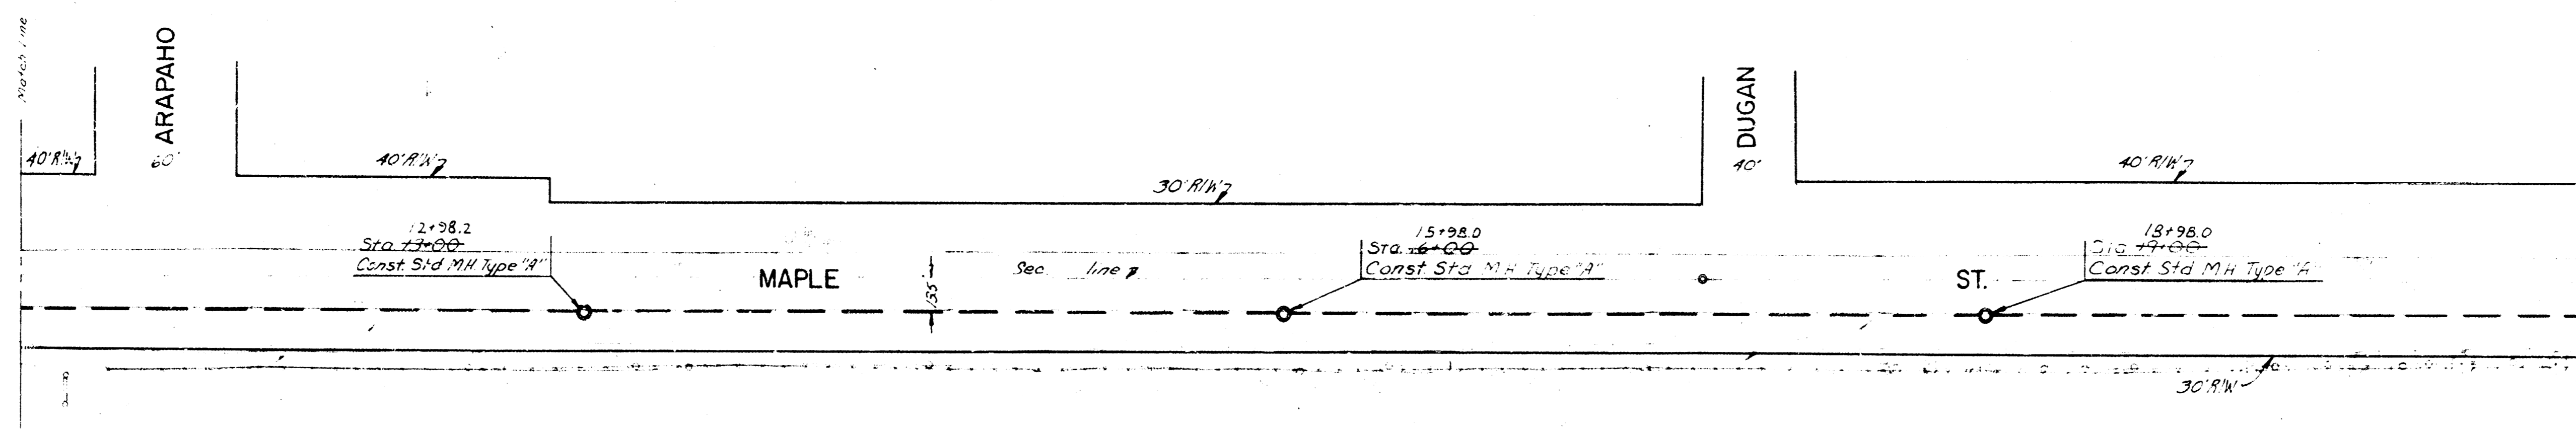 Match Line
ARAPAHO
60'
DUGAN
40'
40' R/W
40' R/W
30' R/W
40' R/W
12+98.2
Sta 13+00
Const. Std M.H. Type "A"
15+98.0
Sta. 16+00
Const Std M H Type "A"
18+98.0
Sta 19+00
Const Std M H Type "A"
MAPLE
ST.
Sec. line
30' R/W